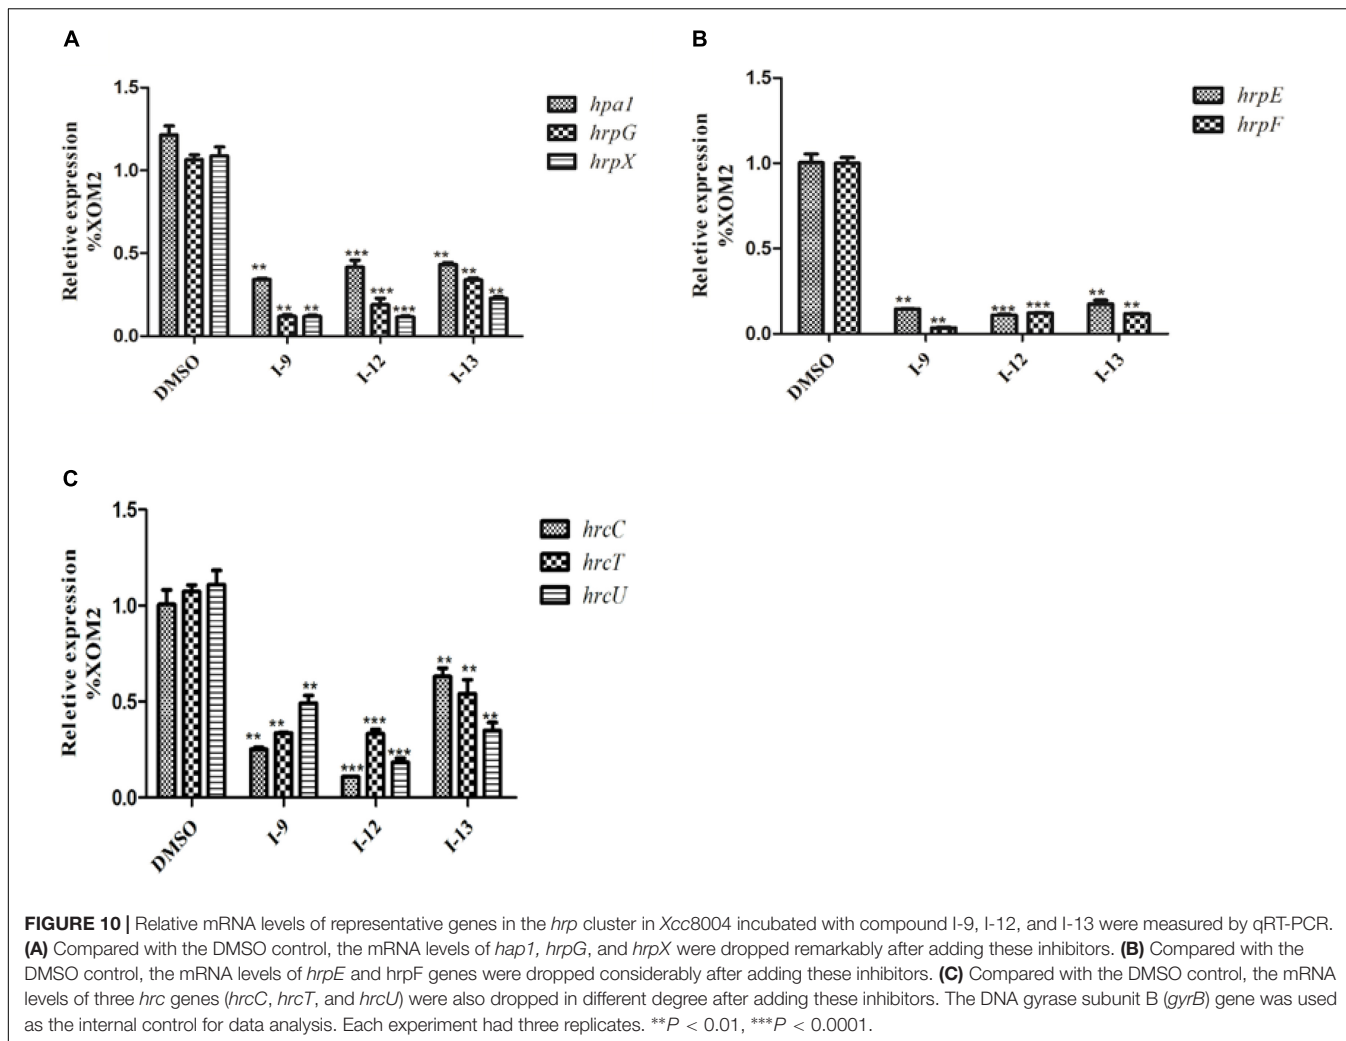 A
Reletive expression
%XOM2
1.5
1.0
0.5
0.0
** ** **
*** *** ***
** ** **
DMSO
I-9
I-12
I-13
hpa1
hrpG
hrpX
B
Reletive expression
%XOM2
1.5
1.0
0.5
0.0
** **
*** ***
** **
DMSO
I-9
I-12
I-13
hrpE
hrpF
C
Reletive expression
%XOM2
1.5
1.0
0.5
0.0
** ** **
*** *** ***
** ** **
DMSO
I-9
I-12
I-13
hrcC
hrcT
hrcU
FIGURE 10 | Relative mRNA levels of representative genes in the hrp cluster in Xcc8004 incubated with compound I-9, I-12, and I-13 were measured by qRT-PCR.
(A) Compared with the DMSO control, the mRNA levels of hap1, hrpG, and hrpX were dropped remarkably after adding these inhibitors. (B) Compared with the
DMSO control, the mRNA levels of hrpE and hrpF genes were dropped considerably after adding these inhibitors. (C) Compared with the DMSO control, the mRNA
levels of three hrc genes (hrcC, hrcT, and hrcU) were also dropped in different degree after adding these inhibitors. The DNA gyrase subunit B (gyrB) gene was used
as the internal control for data analysis. Each experiment had three replicates. **P < 0.01, ***P < 0.0001.